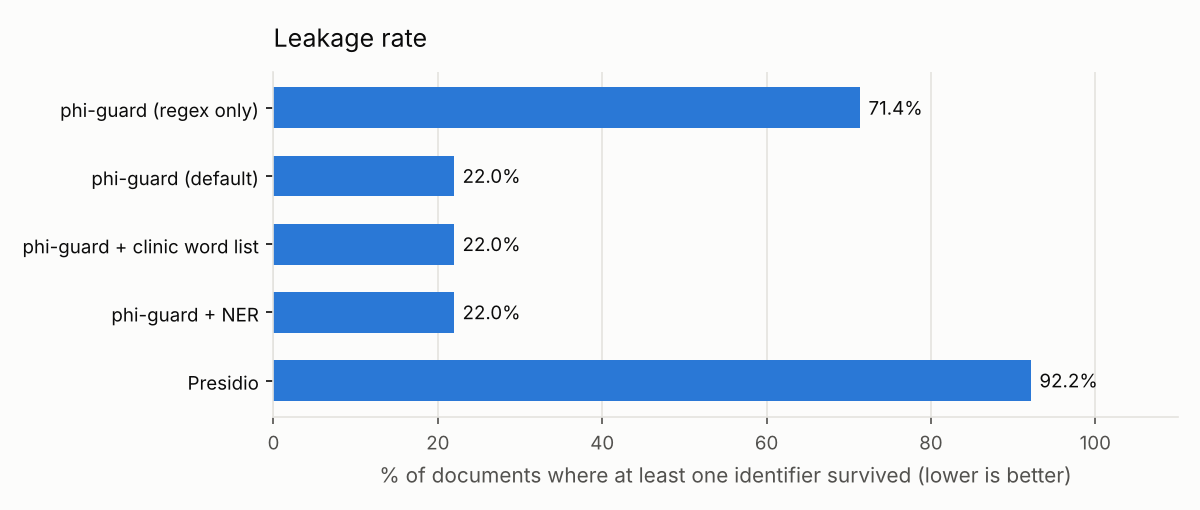 Leakage rate
phi-guard (regex only) 71.4%
phi-guard (default) 22.0%
phi-guard + clinic word list 22.0%
phi-guard + NER 22.0%
Presidio 92.2%
0 20 40 60 80 100
% of documents where at least one identifier survived (lower is better)